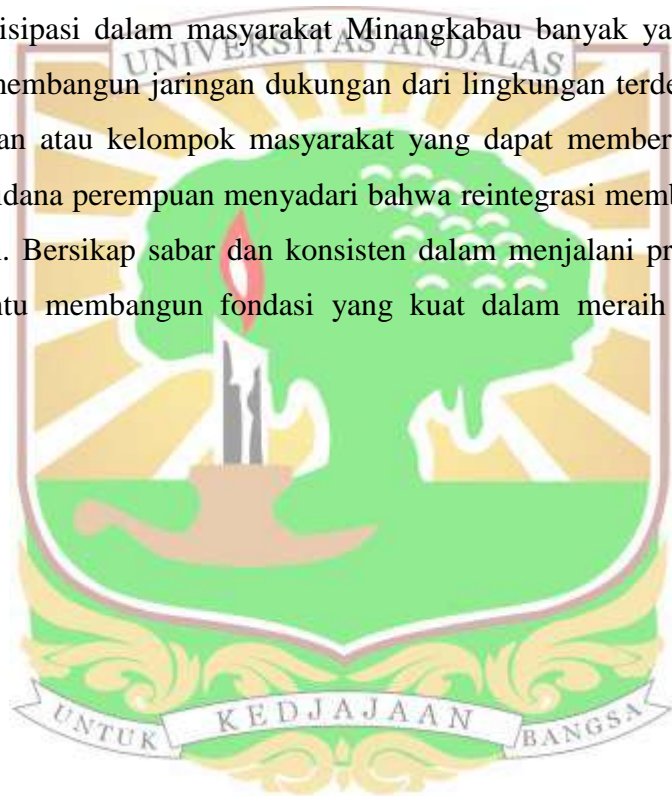 isipasi dalam masyarakat Minangkabau banyak ya
UNIVERSITAS ANDALAS
membangun jaringan dukungan dari lingkungan terde
an atau kelompok masyarakat yang dapat member
idana perempuan menyadari bahwa reintegrasi memb
. Bersikap sabar dan konsisten dalam menjalani pr
ntu membangun fondasi yang kuat dalam meraih
UNTUK KEDJAJAAN BANGSA